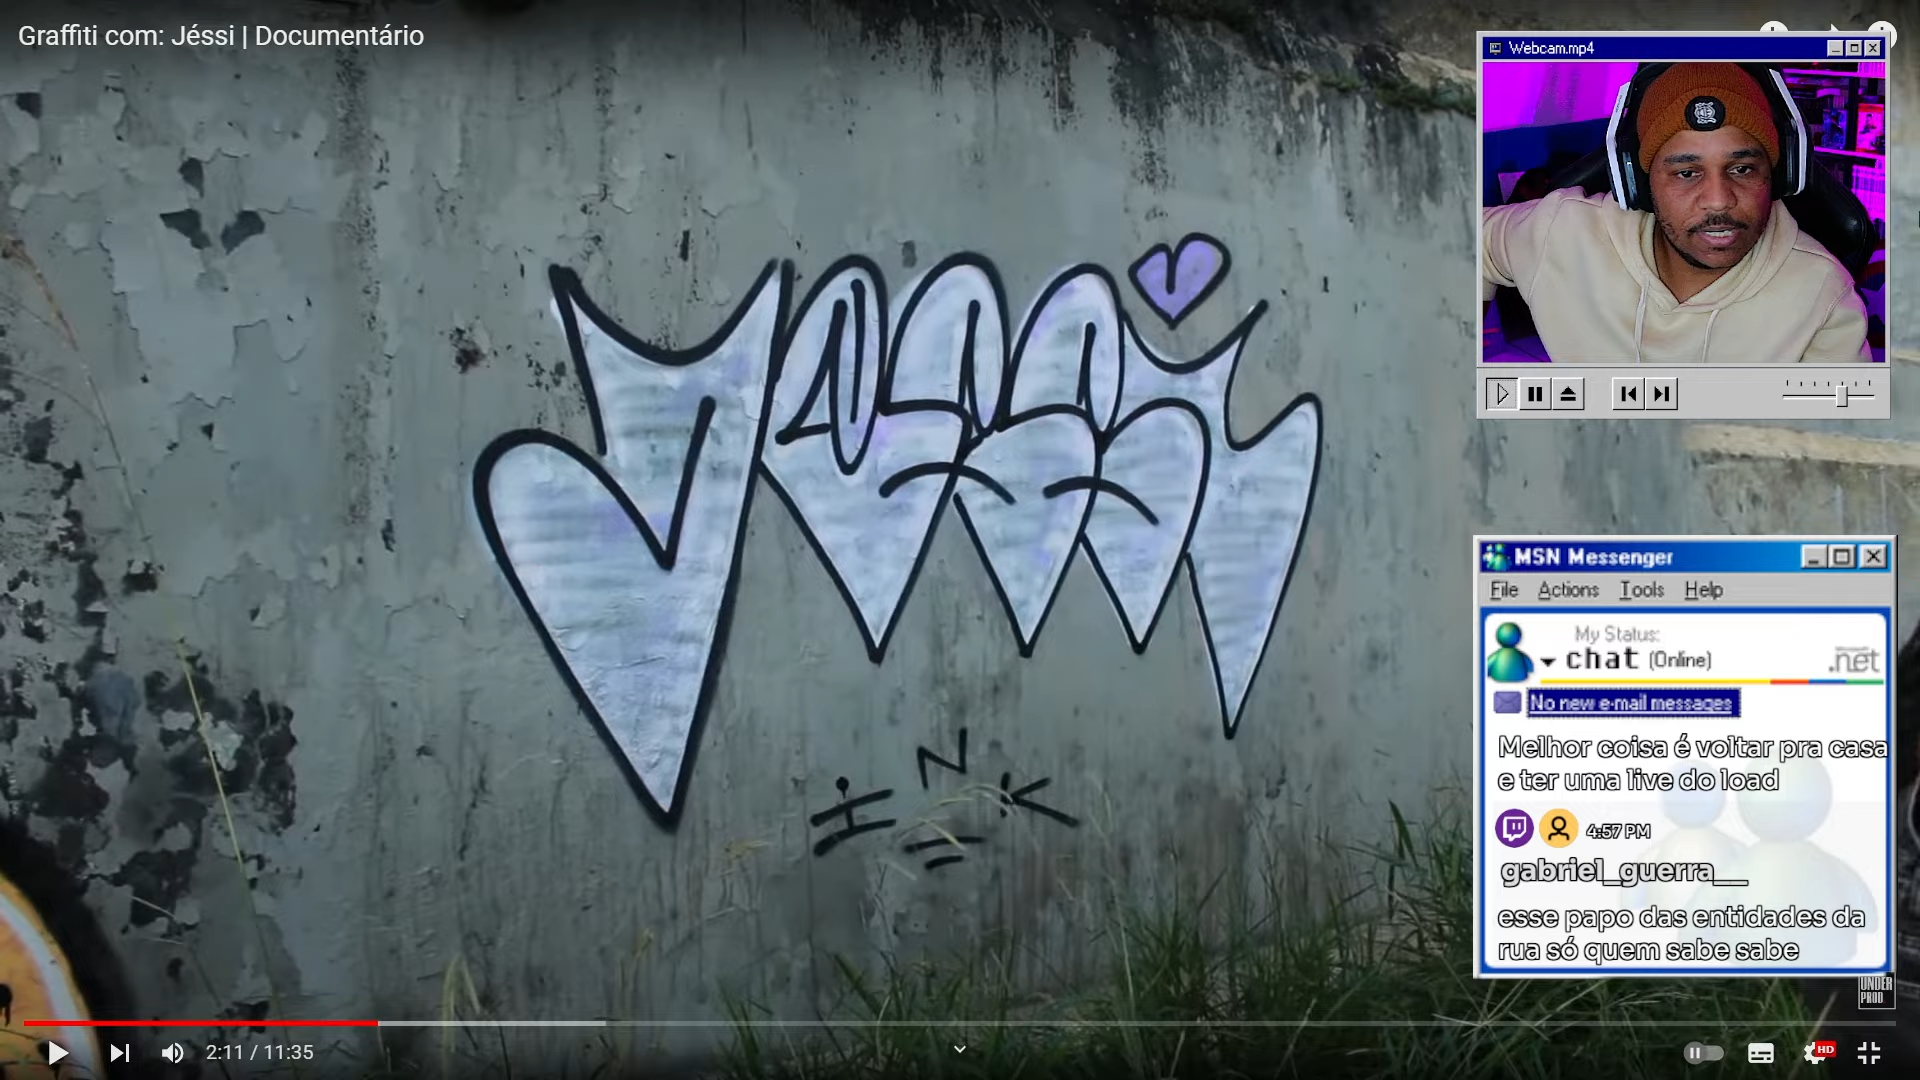 Graffiti com: Jéssi | Documentário
Webcam.mp4
Jessi
INK
MSN Messenger
File Actions Tools Help
My Status:
chat (Online)
.net
No new e-mail messages
Melhor coisa é voltar pra casa
e ter uma live do load
4:57 PM
gabriel_guerra__
esse papo das entidades da
rua só quem sabe sabe
UNDER
PROD
2:11 / 11:35
HD